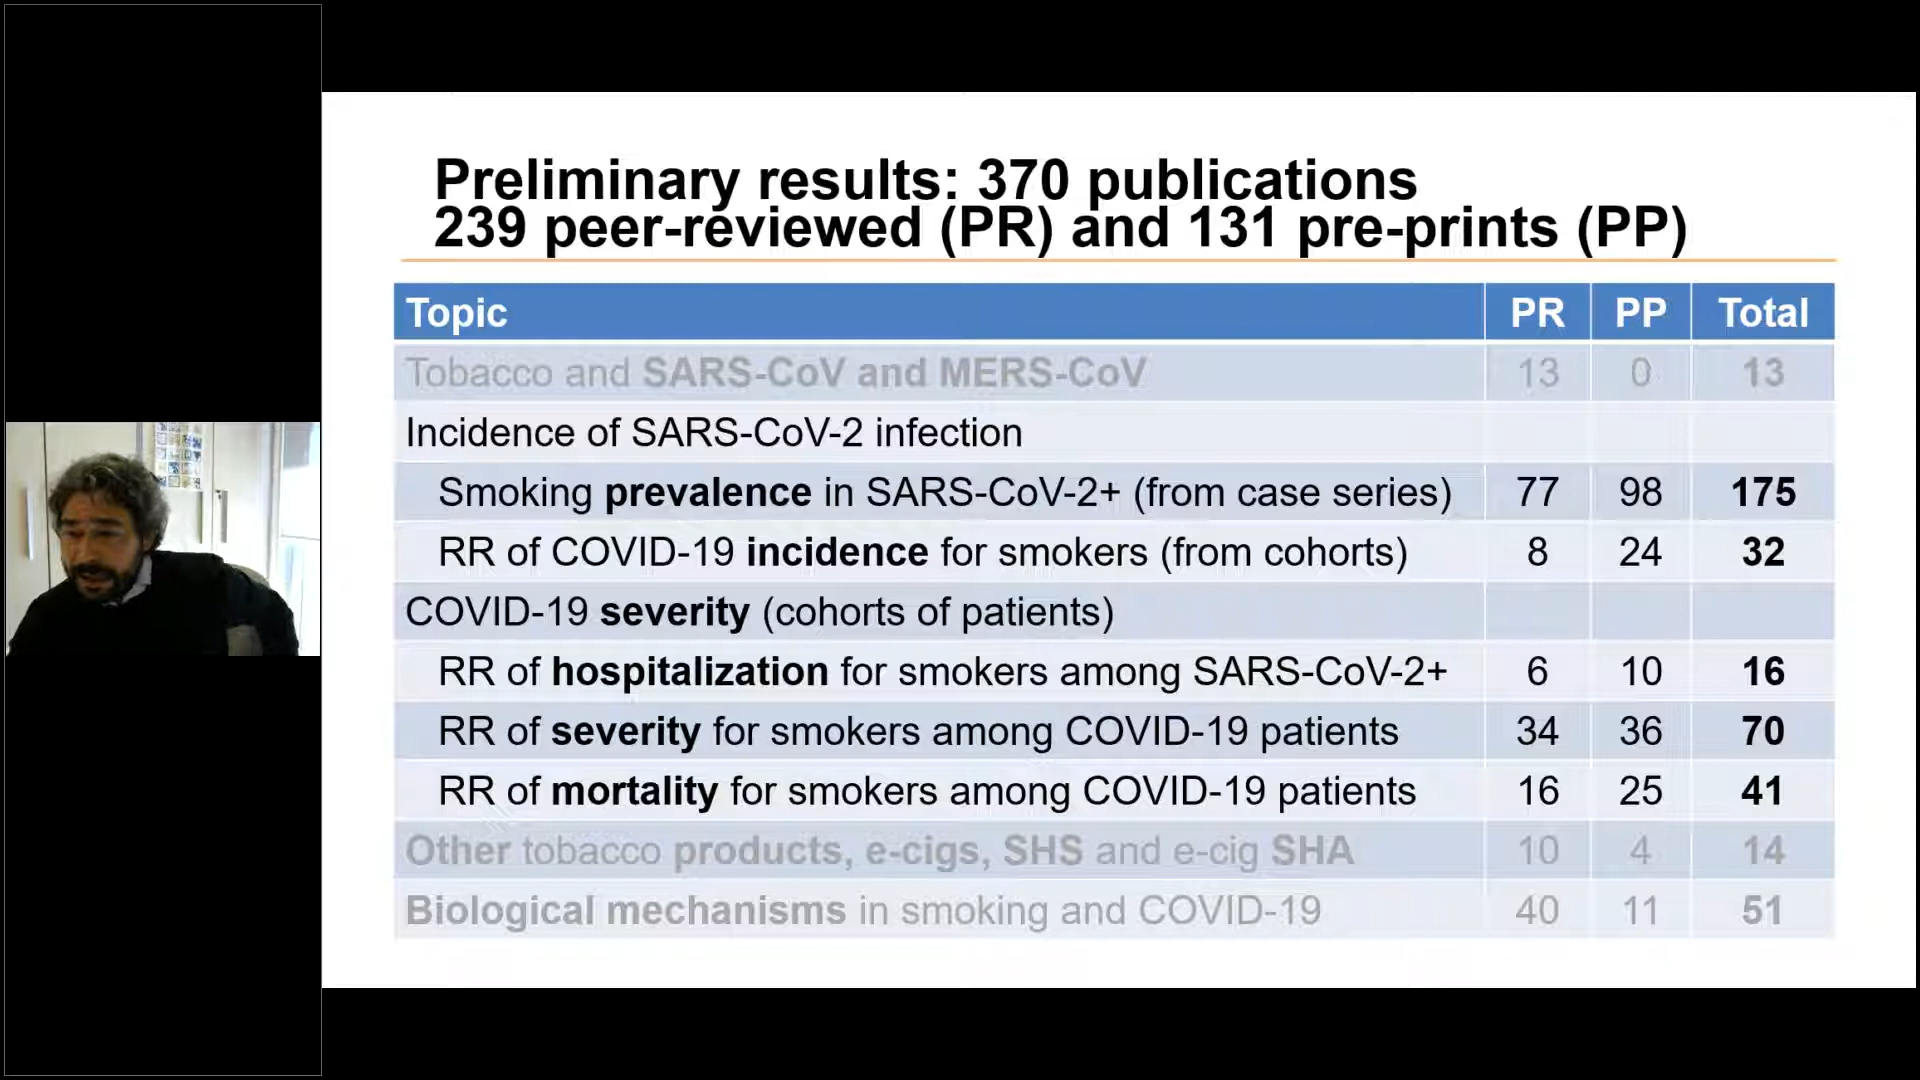 Preliminary results: 370 publications
239 peer-reviewed (PR) and 131 pre-prints (PP)
Topic PR PP Total
Tobacco and SARS-CoV and MERS-CoV 13 0 13
Incidence of SARS-CoV-2 infection
Smoking prevalence in SARS-CoV-2+ (from case series) 77 98 175
RR of COVID-19 incidence for smokers (from cohorts) 8 24 32
COVID-19 severity (cohorts of patients)
RR of hospitalization for smokers among SARS-CoV-2+ 6 10 16
RR of severity for smokers among COVID-19 patients 34 36 70
RR of mortality for smokers among COVID-19 patients 16 25 41
Other tobacco products, e-cigs, SHS and e-cig SHA 10 4 14
Biological mechanisms in smoking and COVID-19 40 11 51